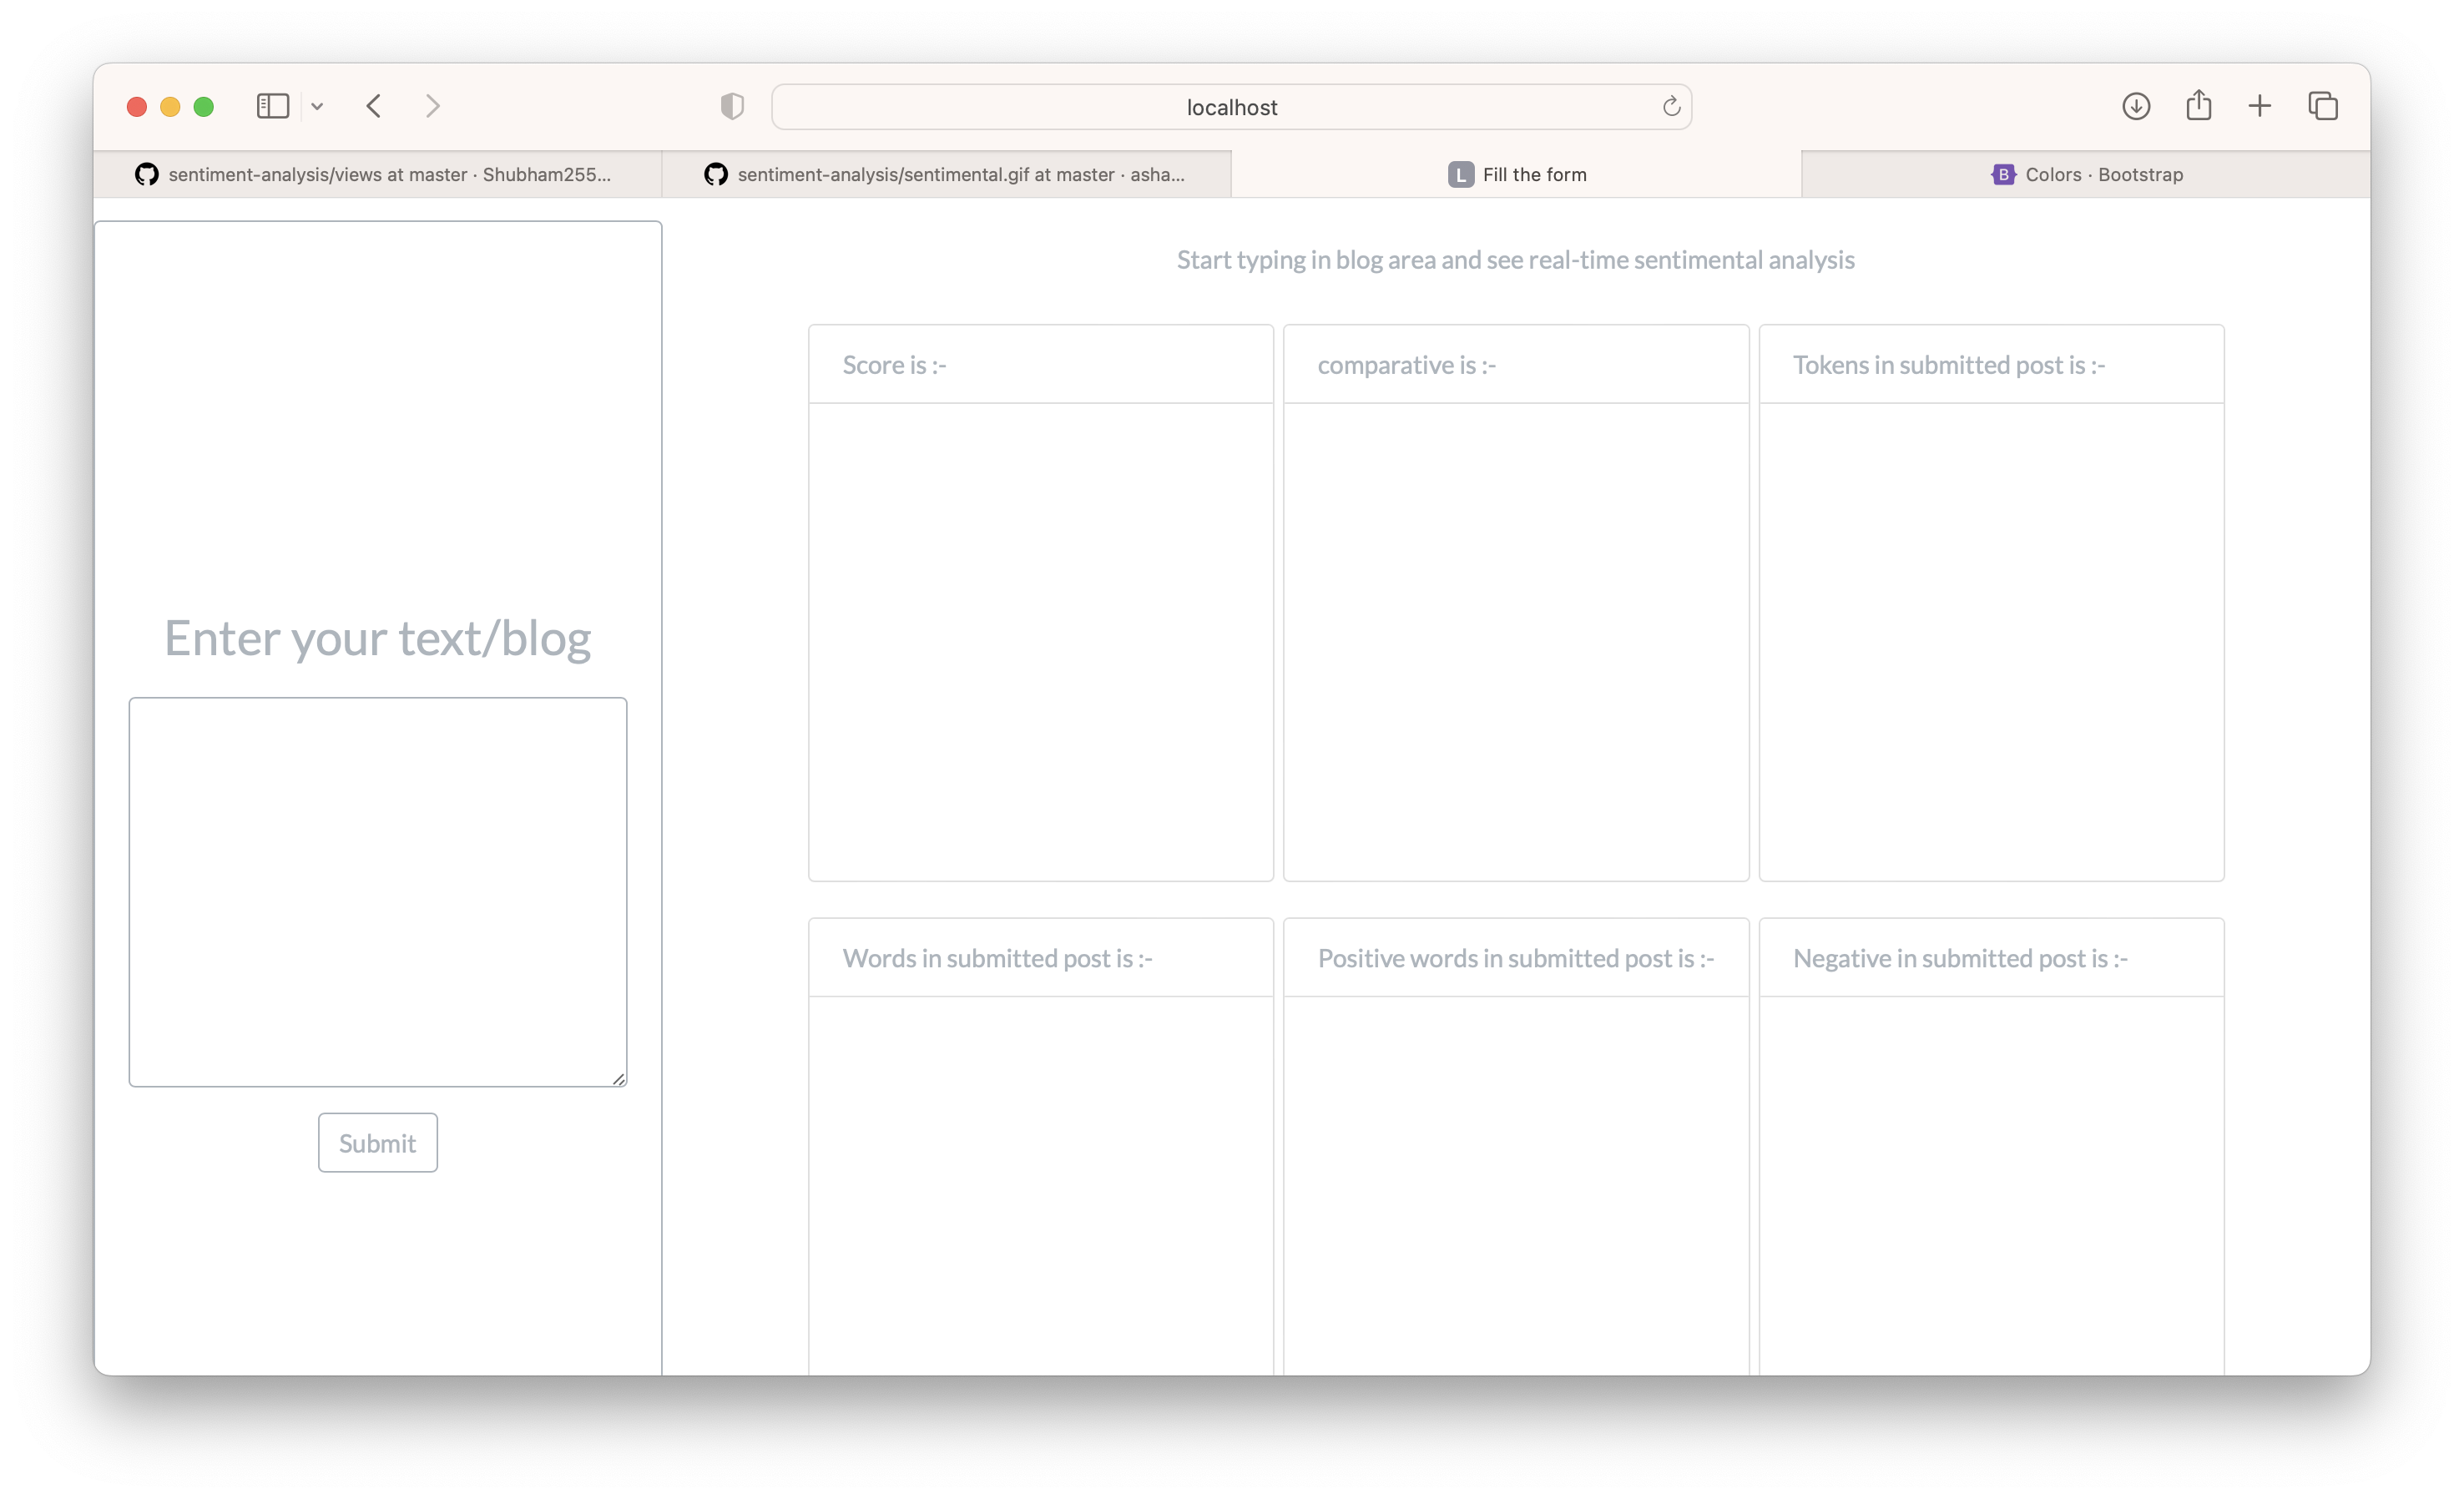 localhost
sentiment-analysis/views at master · Shubham255...
sentiment-analysis/sentimental.gif at master · asha...
L Fill the form
B Colors · Bootstrap
Start typing in blog area and see real-time sentimental analysis
Score is :-
comparative is :-
Tokens in submitted post is :-
Enter your text/blog
Submit
Words in submitted post is :-
Positive words in submitted post is :-
Negative in submitted post is :-